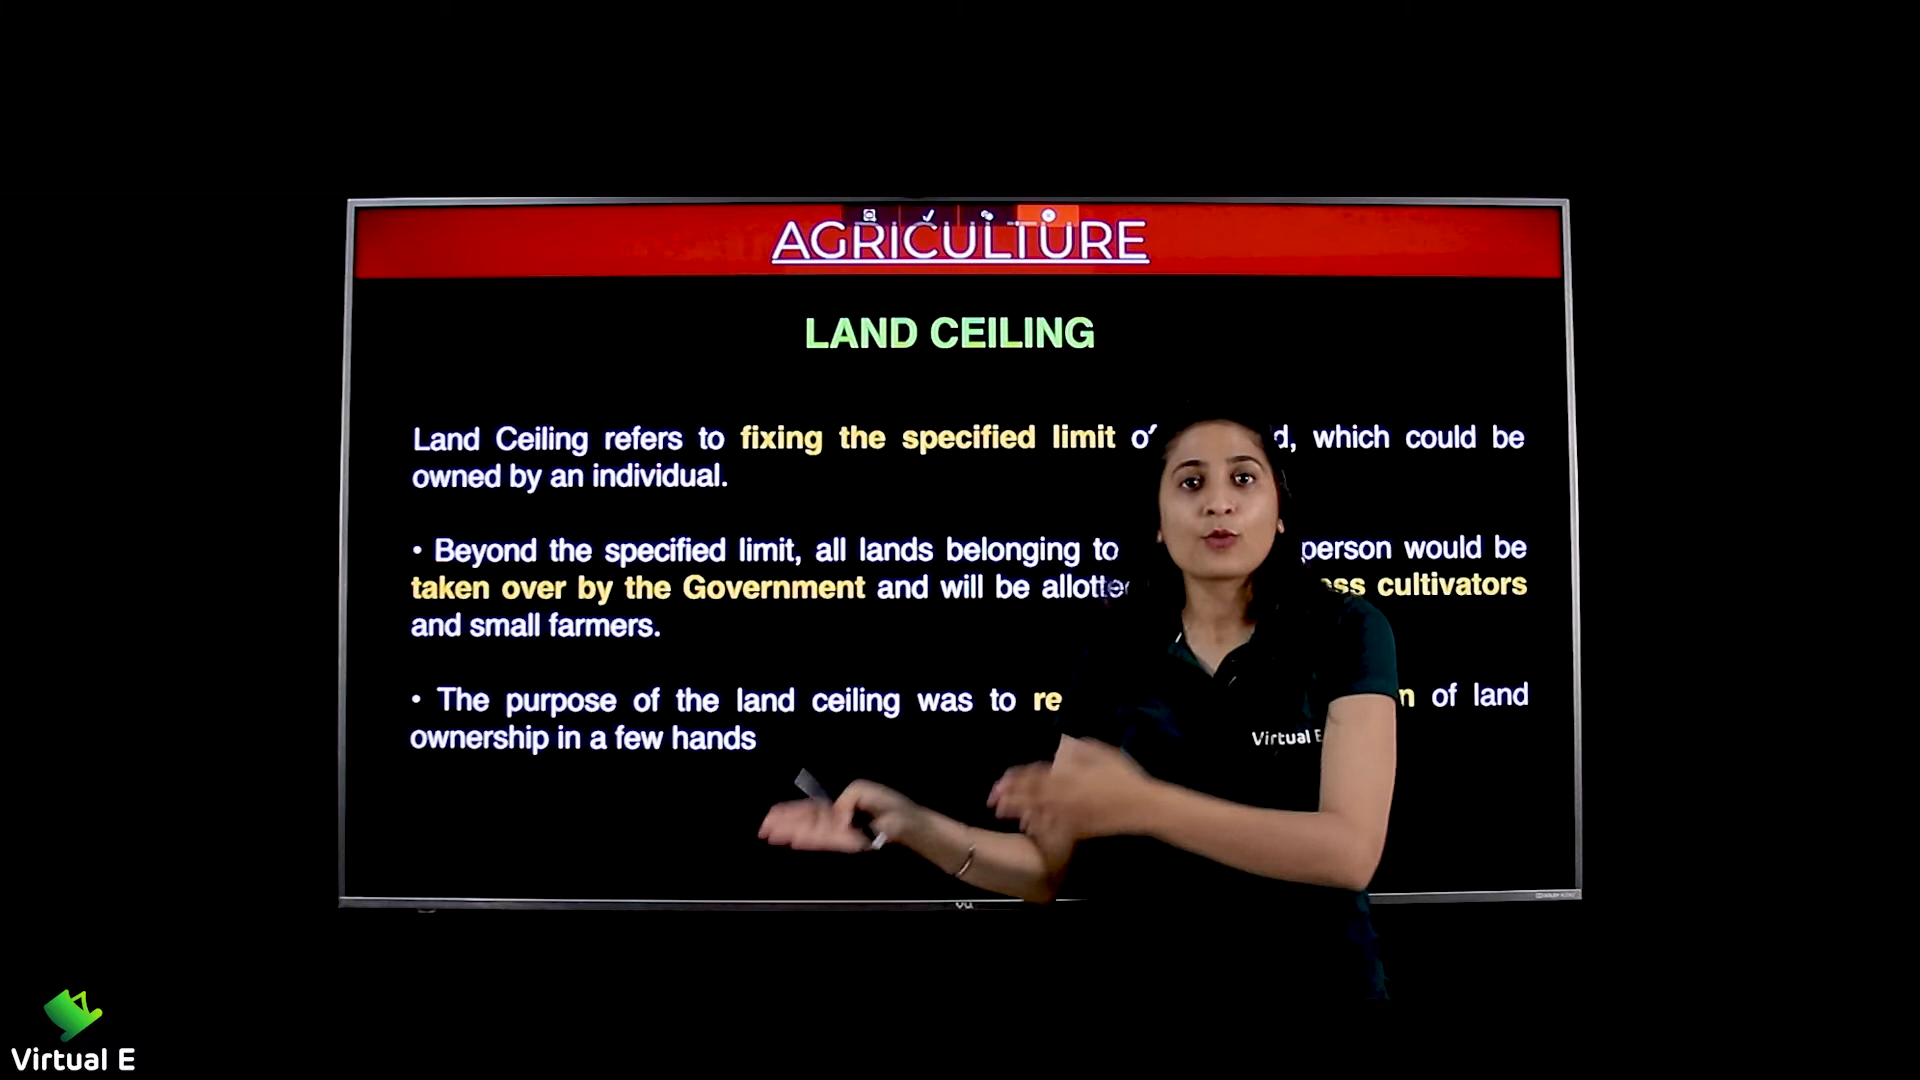 AGRICULTURE
LAND CEILING
Land Ceiling refers to fixing the specified limit which could be
owned by an individual.
• Beyond the specified limit, all lands belonging to person would be
taken over by the Government and will be cultivators
and small farmers.
• The purpose of the land ceiling was to of land
ownership in a few hands
Virtual E
Virtual E